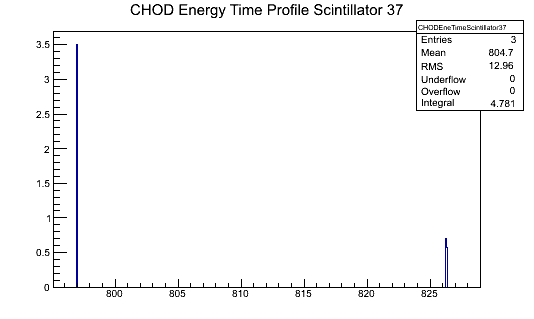 CHOD Energy Time Profile Scintillator 37
CHODEneTimeScintillator37
Entries 3
Mean 804.7
RMS 12.96
Underflow 0
Overflow 0
Integral 4.781
3.5
3
2.5
2
1.5
1
0.5
0
800 805 810 815 820 825